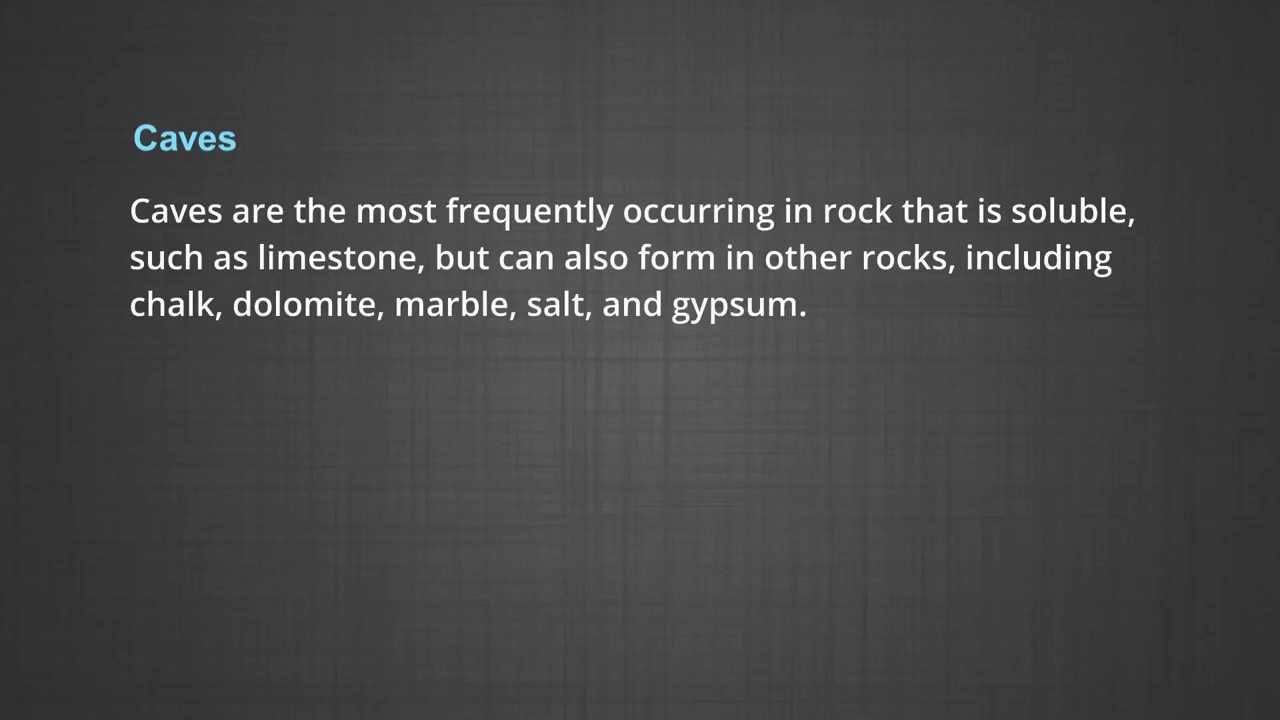 Caves
Caves are the most frequently occurring in rock that is soluble,
such as limestone, but can also form in other rocks, including
chalk, dolomite, marble, salt, and gypsum.